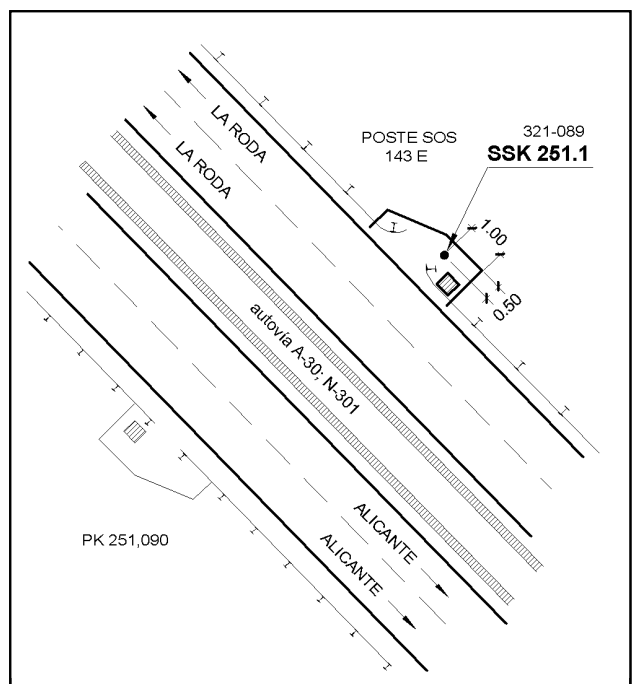 LA RODA
LA RODA
POSTE SOS
143 E
321-089
SSK 251.1
1.00
0.50
autovía A-30; N-301
ALICANTE
ALICANTE
PK 251,090